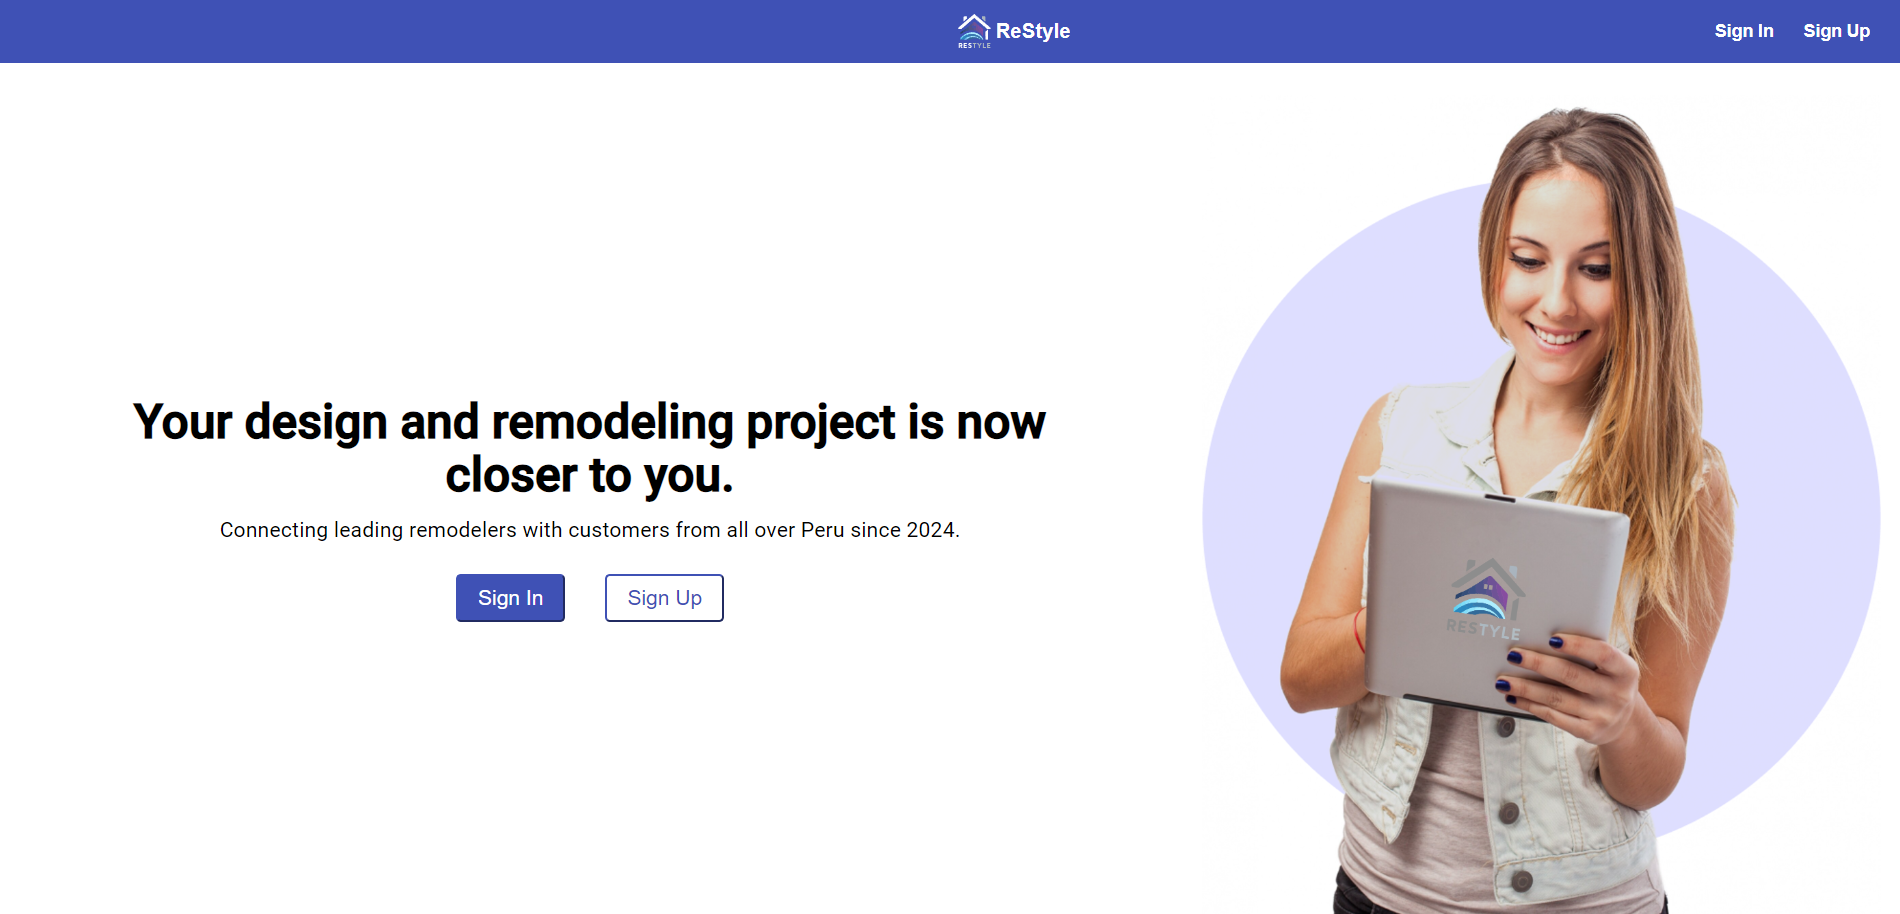 RESTYLE
ReStyle
Sign In
Sign Up
Your design and remodeling project is now
closer to you.
Connecting leading remodelers with customers from all over Peru since 2024.
Sign In
Sign Up
RESTYLE